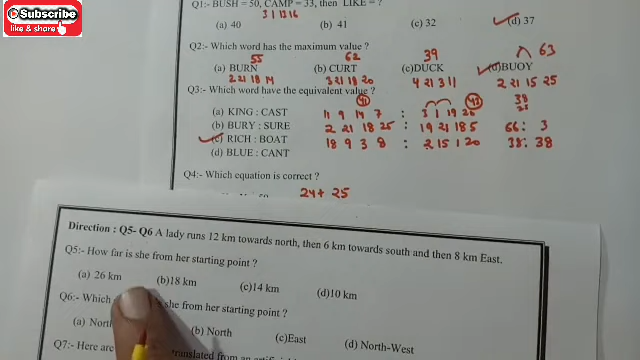 Subscribe
like & share
Q1:- BUSH = 50, CAMP = 33, then LIKE = ?
3 1 13 16
(a) 40 (b) 41 (c) 32 (d) 37
Q2:- Which word has the maximum value ?
55 62 39 63
(a) BURN (b) CURT (c)DUCK (d)BUOY
2 21 18 14 3 21 18 20 4 21 3 11 2 21 15 25
Q3:- Which word have the equivalent value ?
(a) KING : CAST 11 9 14 7 : 3 1 19 20
(b) BURY : SURE 2 21 18 25 : 19 21 18 5 66 : 3
(c) RICH : BOAT 18 9 3 8 : 2 15 1 20 38 : 38
(d) BLUE : CANT
Q4:- Which equation is correct ?
24+ 25
Direction : Q5- Q6 A lady runs 12 km towards north, then 6 km towards south and then 8 km East.
Q5:- How far is she from her starting point ?
(a) 26 km (b)18 km (c)14 km (d)10 km
Q6:- Which she from her starting point ?
(a) North (b) North (c)East (d) North-West
Q7:- Here are translated from an